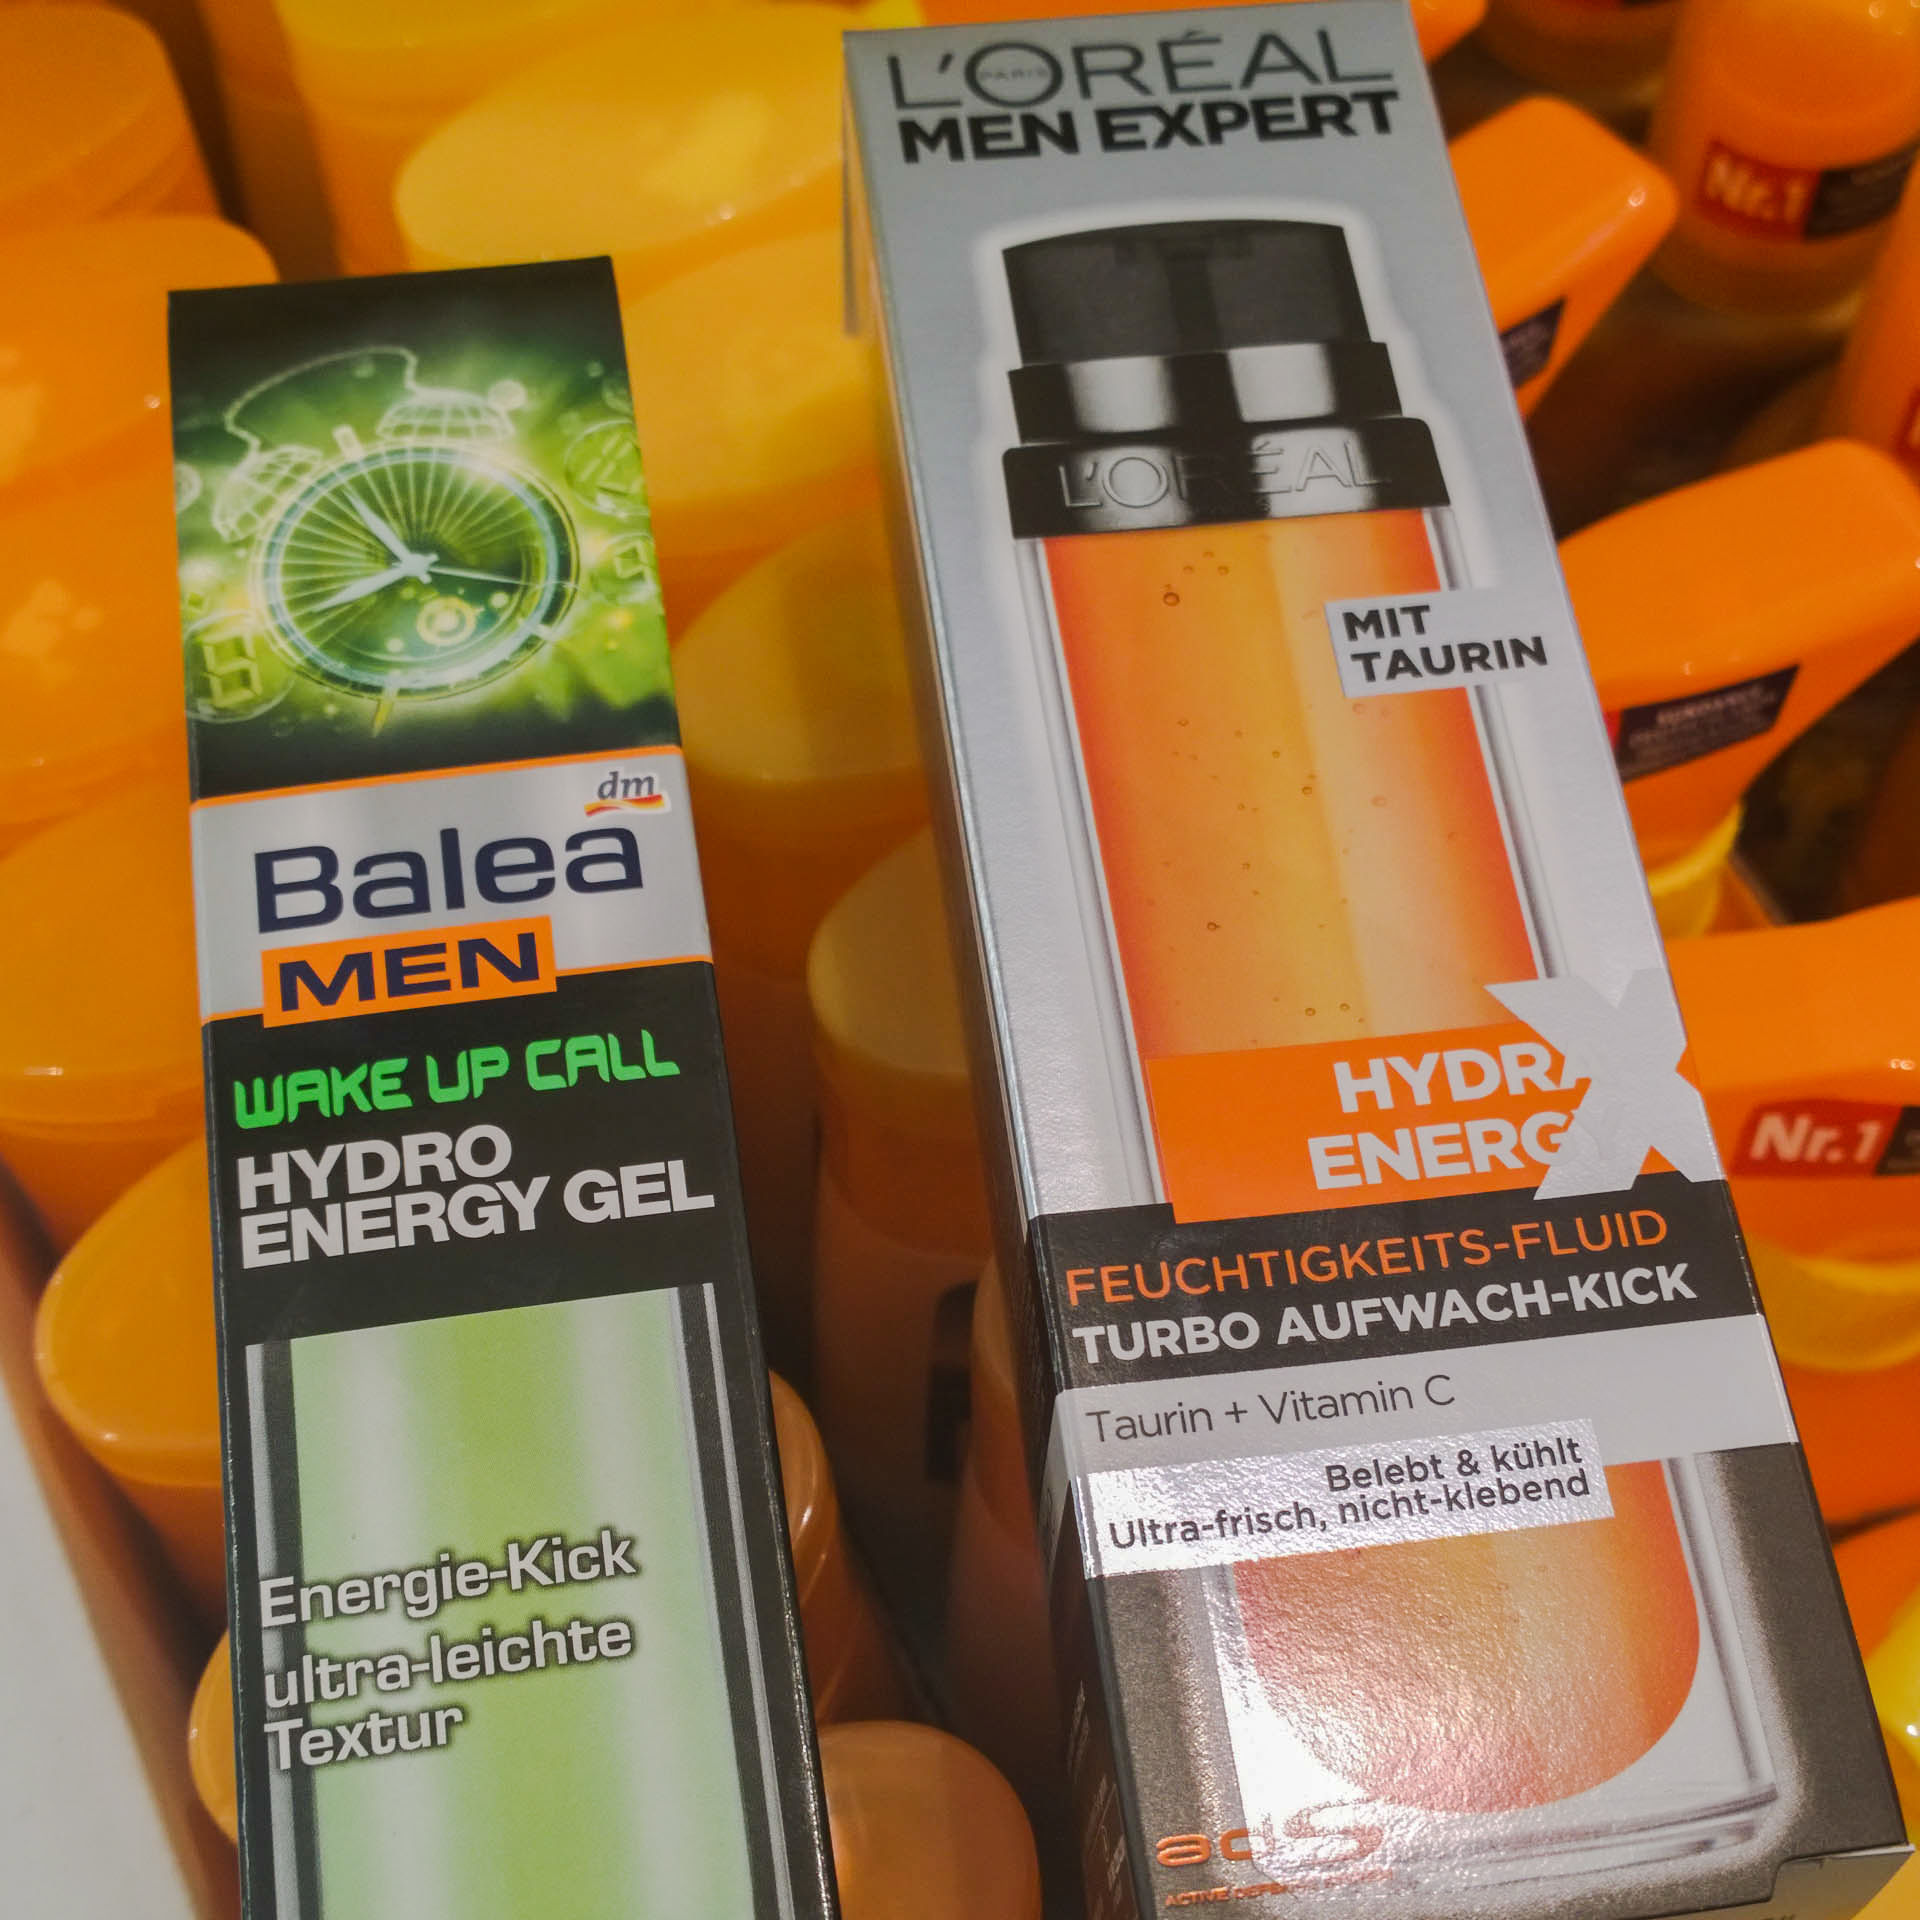 dm
Balea
MEN
WAKE UP CALL
HYDRO
ENERGY GEL
Energie-Kick
ultra-leichte
Textur
L'ORÉAL
PARIS
MEN EXPERT
L'ORÉAL
MIT
TAURIN
HYDRA
ENERGY
X
FEUCHTIGKEITS-FLUID
TURBO AUFWACH-KICK
Taurin + Vitamin C
Belebt & kühlt
Ultra-frisch, nicht-klebend
ads
Nr.1
Nr.1